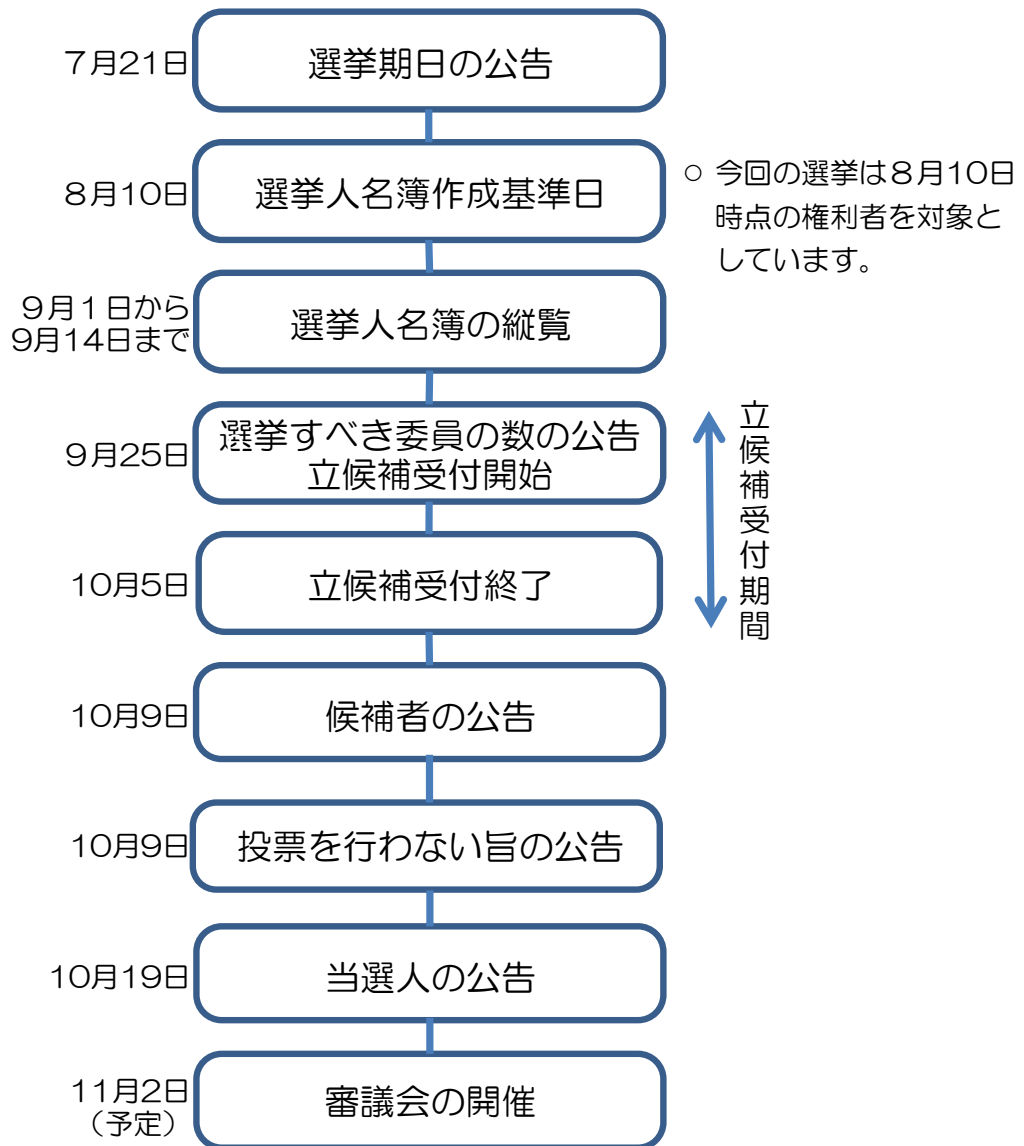 7月21日
選挙期日の公告
8月10日
選挙人名簿作成基準日
○ 今回の選挙は8月10日
時点の権利者を対象と
しています。
9月1日から
9月14日まで
選挙人名簿の縦覧
9月25日
選挙すべき委員の数の公告
立候補受付開始
立候補受付期間
10月5日
立候補受付終了
10月9日
候補者の公告
10月9日
投票を行わない旨の公告
10月19日
当選人の公告
11月2日
（予定）
審議会の開催